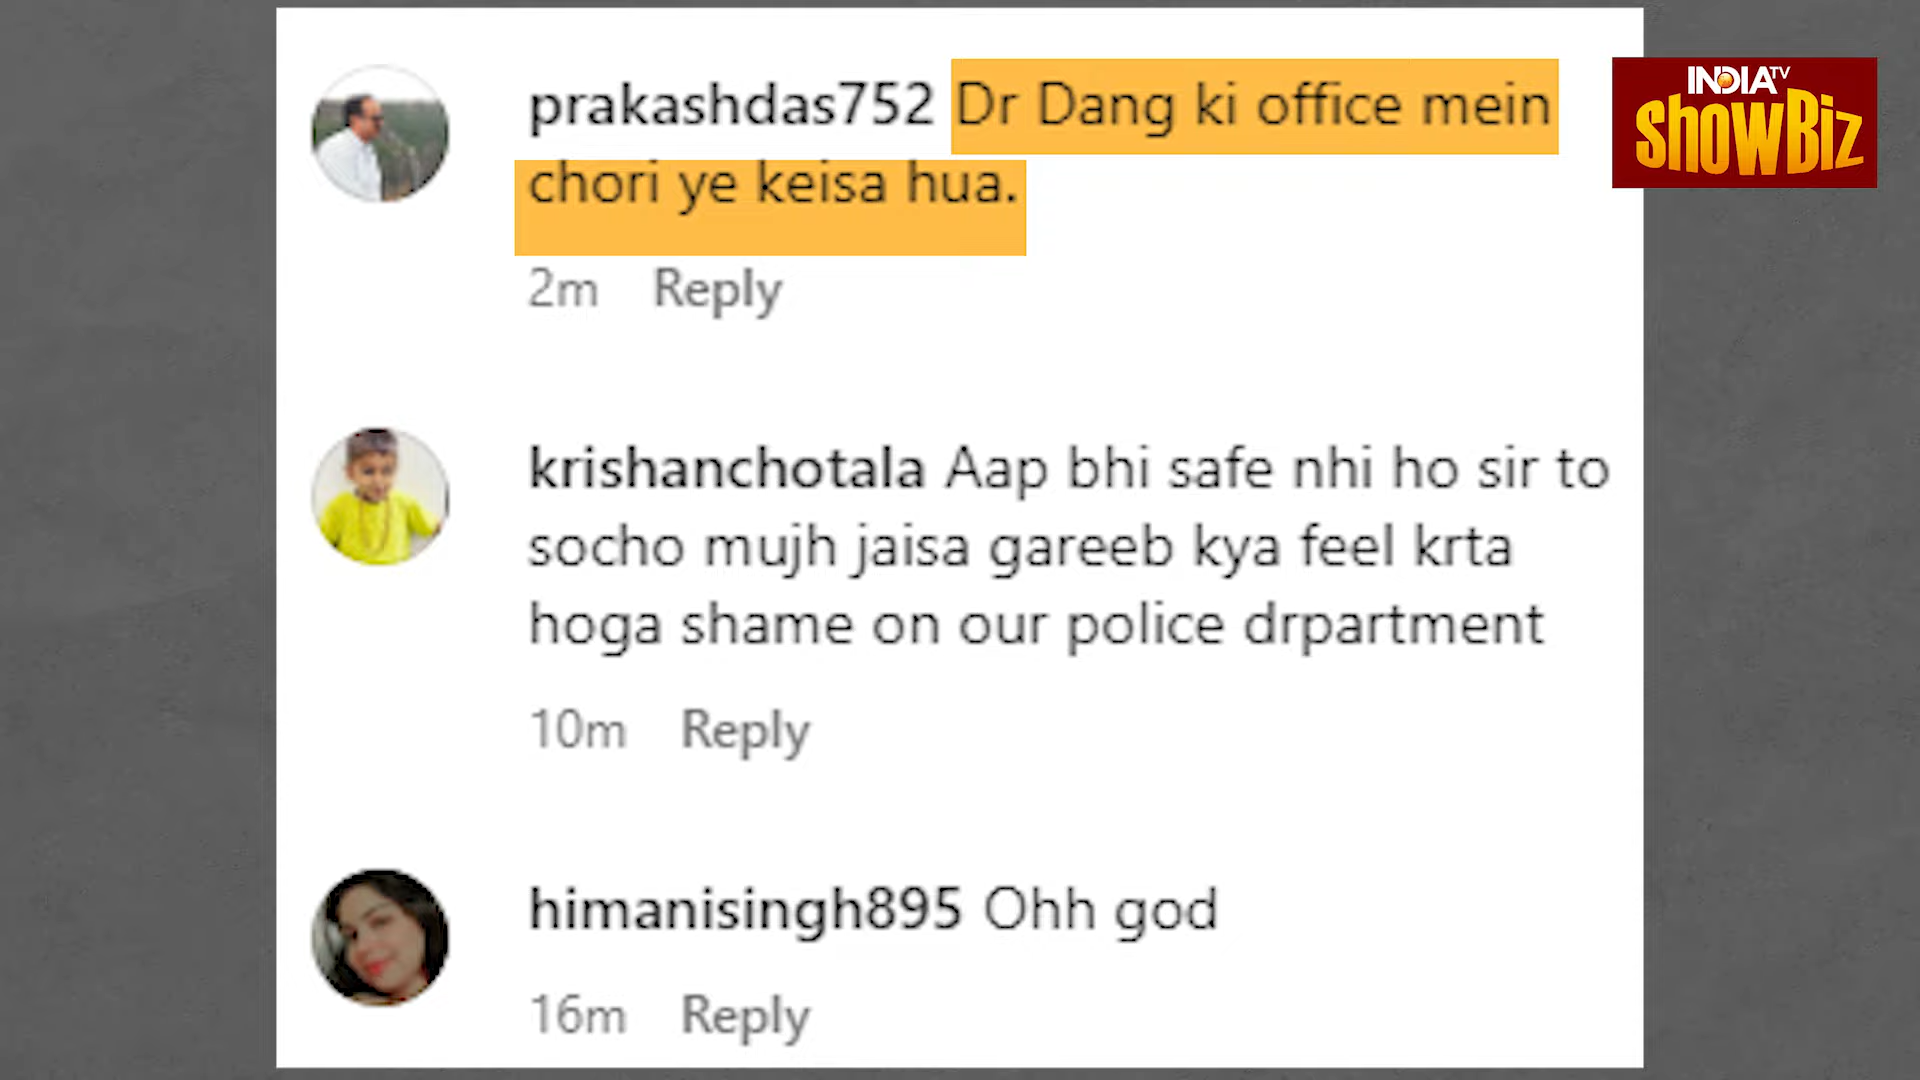 INDIA TV
ShowBiz
prakashdas752 Dr Dang ki office mein
chori ye keisa hua.
2m Reply
krishanchotala Aap bhi safe nhi ho sir to
socho mujh jaisa gareeb kya feel krta
hoga shame on our police drpartment
10m Reply
himanisingh895 Ohh god
16m Reply